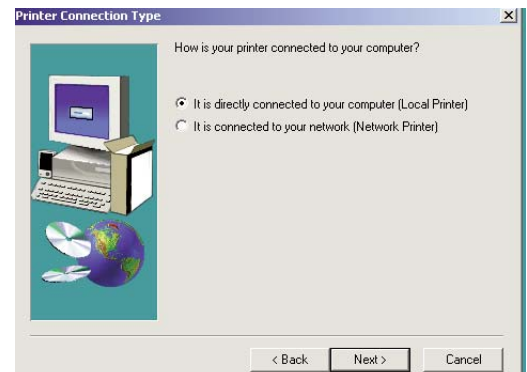 Printer Connection Type
How is your printer connected to your computer?
It is directly connected to your computer (Local Printer)
It is connected to your network (Network Printer)
< Back
Next >
Cancel